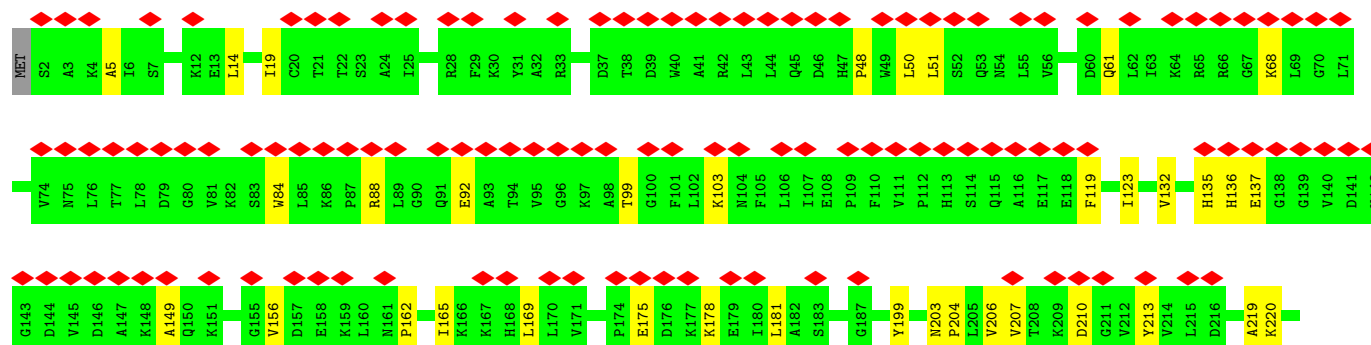 MET S2 A3 K4 A5 I6 S7 K12 E13 L14 I19 C20 T21 T22 S23 A24 I25 R28 F29 K30 Y31 A32 R33 D37 T38 D39 W40 A41 R42 L43 L44 Q45 D46 H47 P48 W49 L50 L51 S52 Q53 N54 L55 V56 D60 Q61 L62 I63 K64 R65 R66 G67 K68 L69 G70 L71
V74 N75 L76 T77 L78 D79 G80 V81 K82 S83 W84 L85 K86 P87 R88 L89 G90 Q91 E92 A93 T94 V95 G96 K97 A98 T99 G100 F101 L102 K103 N104 F105 L106 I107 E108 P109 F110 V111 P112 H113 S114 Q115 A116 E117 E118 F119 I123 V132 H135 H136 E137 G138 G139 V140 D141
G143 D144 V145 D146 A147 K148 A149 Q150 K151 G155 V156 D157 E158 K159 L160 N161 P162 I165 K166 K167 H168 L169 L170 V171 P174 E175 D176 K177 K178 E179 I180 L181 A182 S183 G187 Y199 N203 P204 L205 V206 V207 T208 K209 D210 G211 V212 Y213 V214 L215 D216 A219 K220